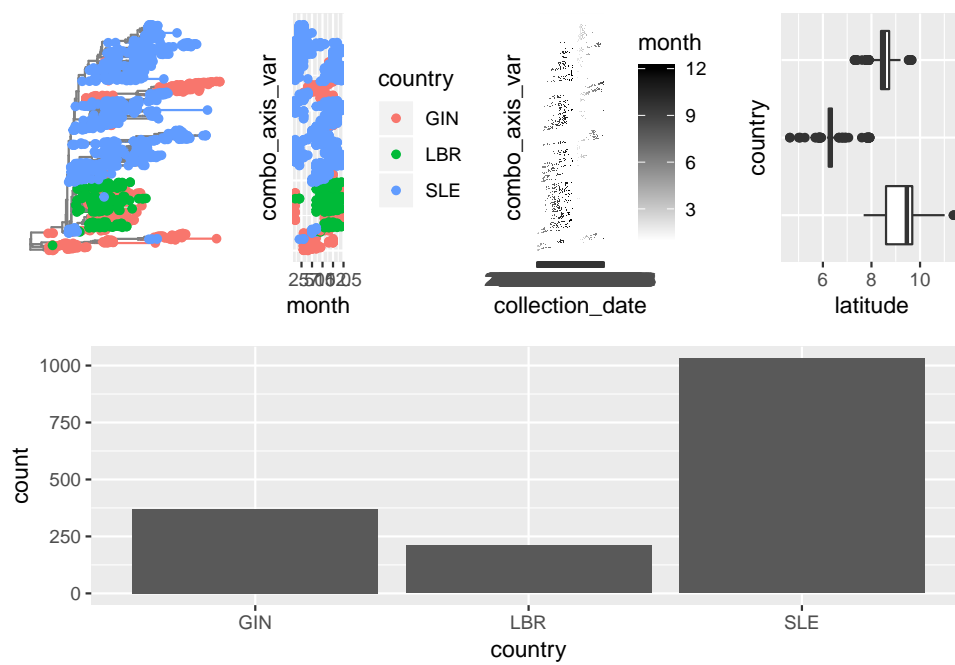 combo_axis_var
month
country
GIN
LBR
SLE
combo_axis_var
collection_date
month
12
9
6
3
country
6 8 10
latitude
1000
750
500
250
0
count
GIN LBR SLE
country